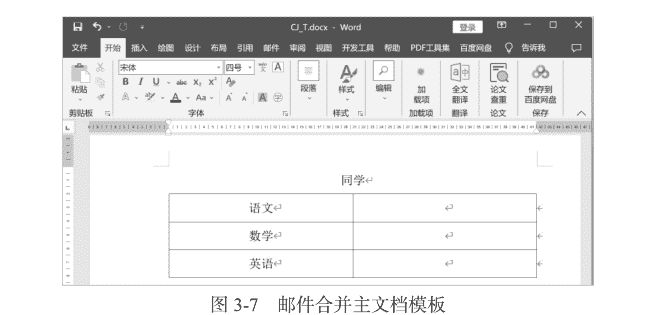 CJ_T.docx - Word
登录
文件 开始 插入 绘图 设计 布局 引用 邮件 审阅 视图 开发工具 帮助 PDF工具集 百度网盘 告诉我
粘贴
剪贴板
宋体 四号
B I U abc X₂ X²
A Aa A A A
字体
段落
样式
样式
编辑
加载项
加载项
全文翻译
翻译
论文查重
论文
保存到百度网盘
保存
同学
语文
数学
英语
图 3-7 邮件合并主文档模板